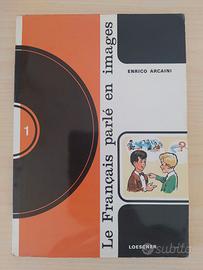 ENRICO ARCAINI
Le Français parlé en images
1
?
LOESCHER
subito